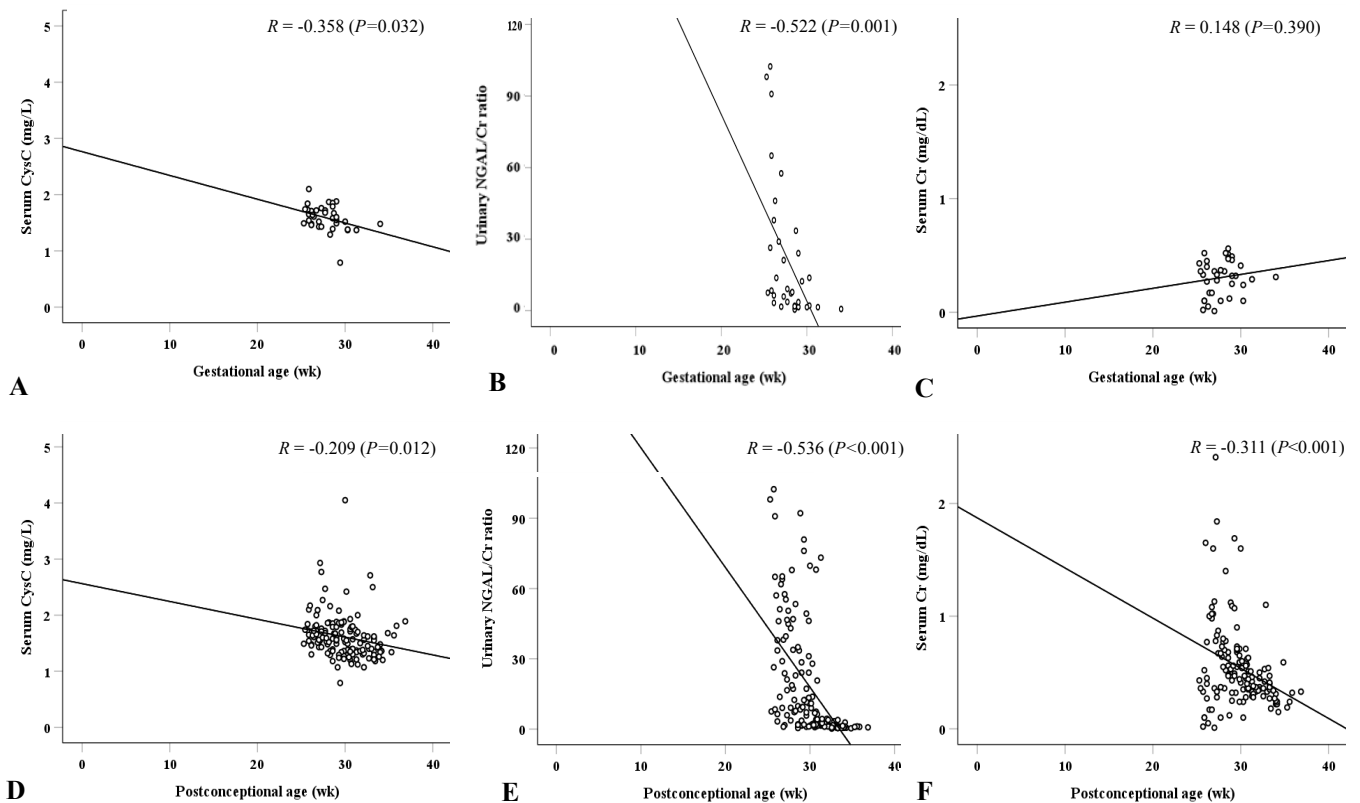 R = -0.358 (P=0.032)
5
4
3
2
1
0
Serum CysC (mg/L)
0 10 20 30 40
Gestational age (wk)
A
R = -0.522 (P=0.001)
120
90
60
30
0
Urinary NGAL/Cr ratio
0 10 20 30 40
Gestational age (wk)
B
R = 0.148 (P=0.390)
2
1
0
Serum Cr (mg/dL)
0 10 20 30 40
Gestational age (wk)
C
R = -0.209 (P=0.012)
5
4
3
2
1
0
Serum CysC (mg/L)
0 10 20 30 40
Postconceptional age (wk)
D
R = -0.536 (P<0.001)
120
90
60
30
0
Urinary NGAL/Cr ratio
0 10 20 30 40
Postconceptional age (wk)
E
R = -0.311 (P<0.001)
2
1
0
Serum Cr (mg/dL)
0 10 20 30 40
Postconceptional age (wk)
F